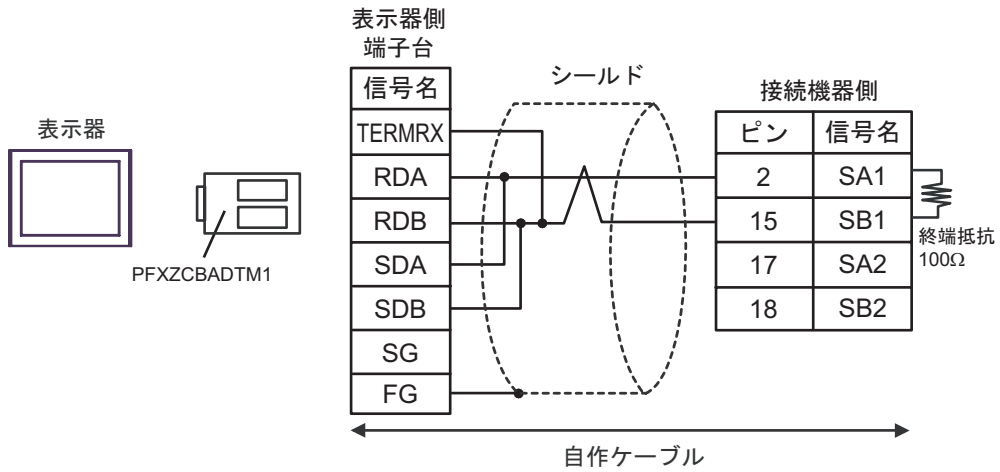 表示器側
端子台
信号名
シールド
接続機器側
表示器
TERMRX
ピン 信号名
RDA
2 SA1
RDB
15 SB1
終端抵抗
100Ω
SDA
17 SA2
PFXZCBADTM1
SDB
18 SB2
SG
FG
自作ケーブル